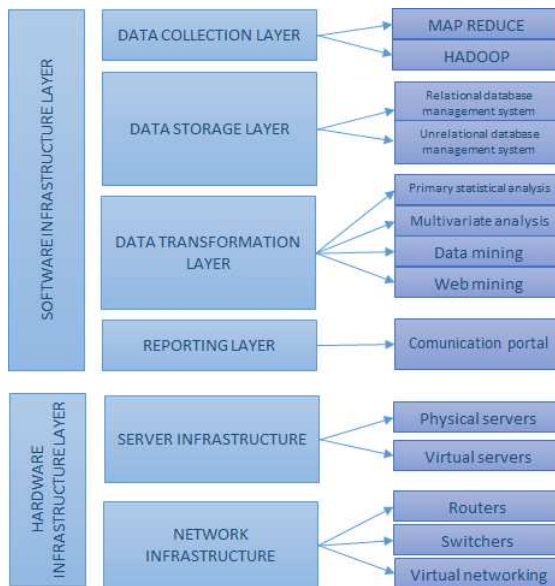 SOFTWARE INFRASTRUCTURE LAYER
DATA COLLECTION LAYER
MAP REDUCE
HADOOP
DATA STORAGE LAYER
Relational database
management system
Unrelational database
management system
DATA TRANSFORMATION
LAYER
Primary statistical analysis
Multivariate analysis
Data mining
Web mining
REPORTING LAYER
Comunication portal
HARDWARE
INFRASTRUCTURE LAYER
SERVER INFRASTRUCTURE
Physical servers
Virtual servers
NETWORK
INFRASTRUCTURE
Routers
Switchers
Virtual networking